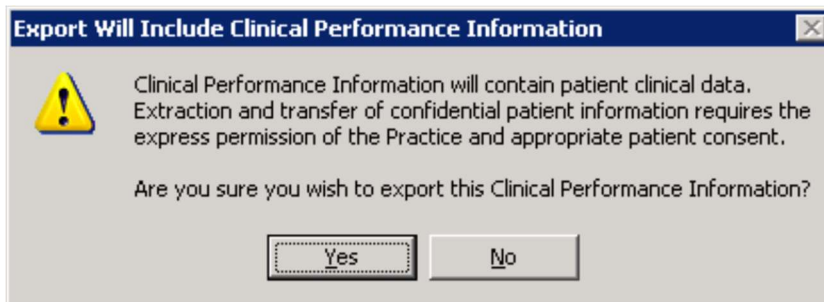 Export Will Include Clinical Performance Information
Clinical Performance Information will contain patient clinical data.
Extraction and transfer of confidential patient information requires the
express permission of the Practice and appropriate patient consent.
Are you sure you wish to export this Clinical Performance Information?
Yes
No